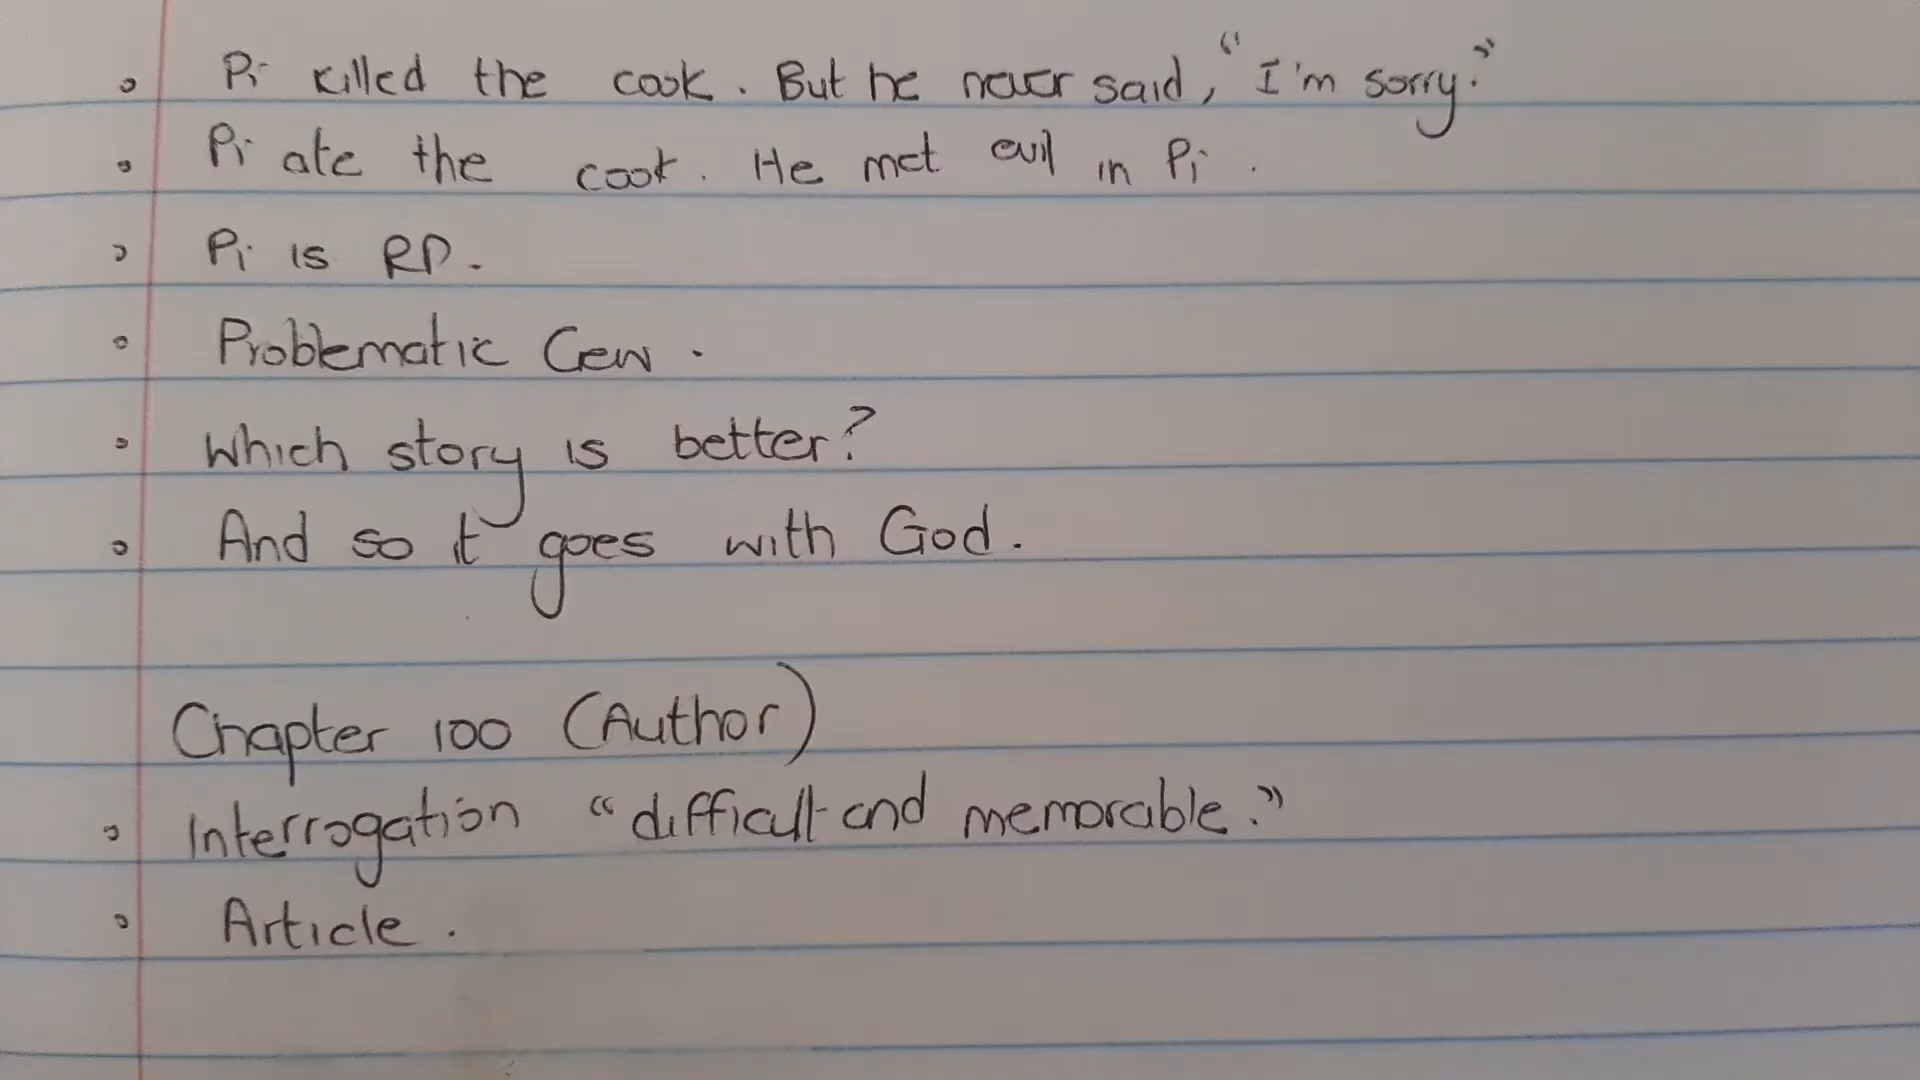 Pi killed the cook. But he never said, "I'm sorry."
Pi ate the cook. He met evil in Pi.
Pi is RP.
Problematic Crew.
Which story is better?
And so it goes with God.
Chapter 100 (Author)
Interrogation "difficult and memorable."
Article.